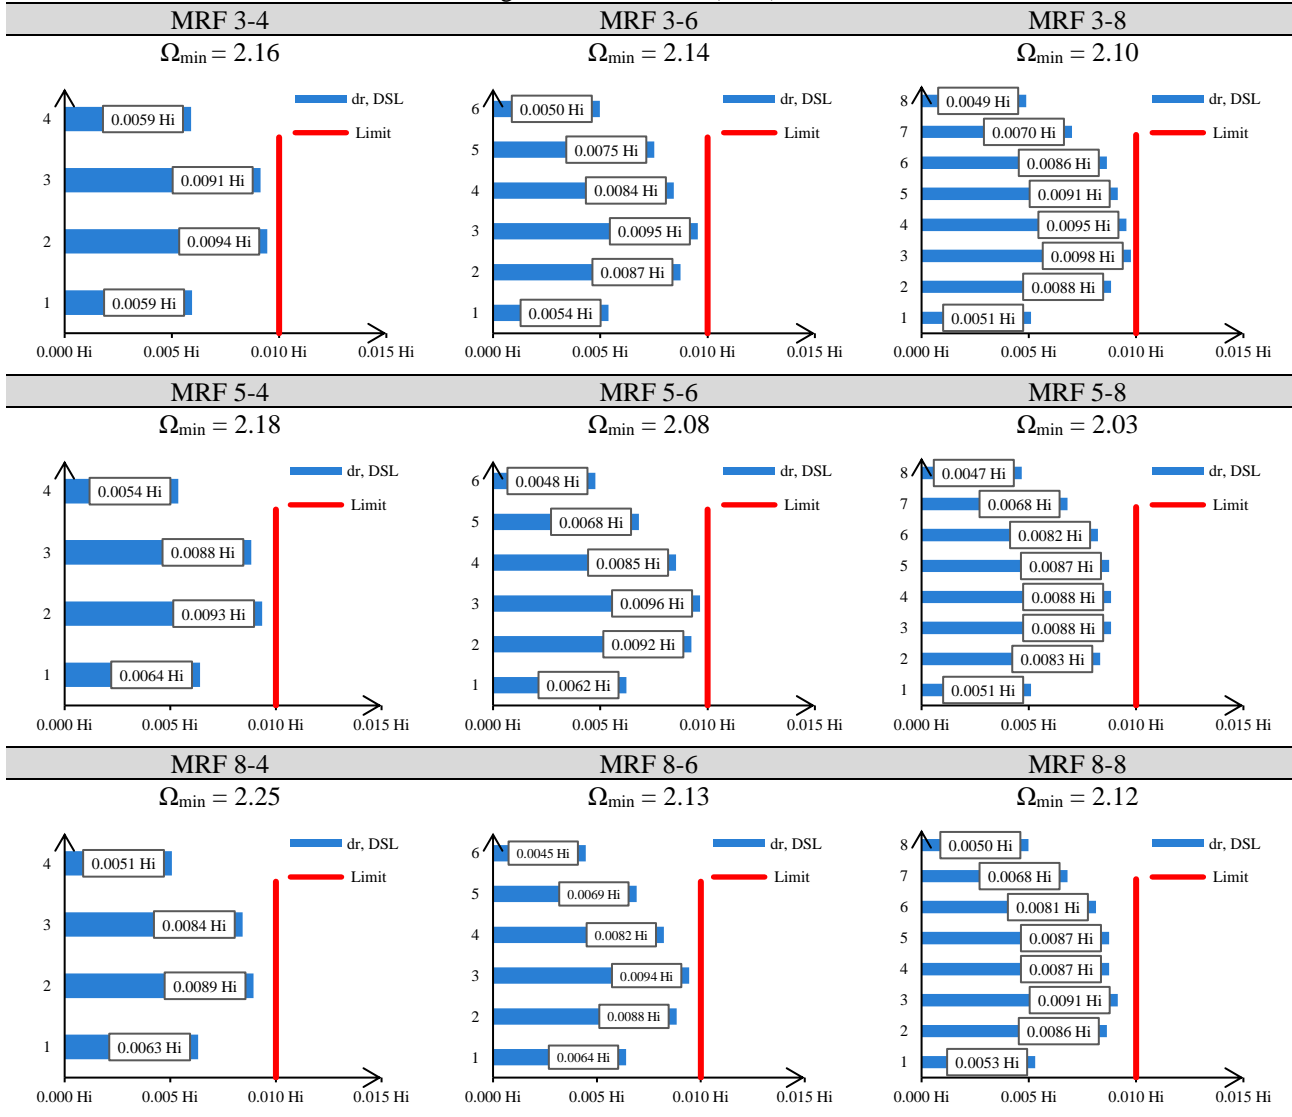 MRF 3-4 MRF 3-6 MRF 3-8
Ωmin = 2.16 Ωmin = 2.14 Ωmin = 2.10
4 0.0059 Hi
3 0.0091 Hi
2 0.0094 Hi
1 0.0059 Hi
0.000 Hi 0.005 Hi 0.010 Hi 0.015 Hi
dr, DSL
Limit
6 0.0050 Hi
5 0.0075 Hi
4 0.0084 Hi
3 0.0095 Hi
2 0.0087 Hi
1 0.0054 Hi
0.000 Hi 0.005 Hi 0.010 Hi 0.015 Hi
dr, DSL
Limit
8 0.0049 Hi
7 0.0070 Hi
6 0.0086 Hi
5 0.0091 Hi
4 0.0095 Hi
3 0.0098 Hi
2 0.0088 Hi
1 0.0051 Hi
0.000 Hi 0.005 Hi 0.010 Hi 0.015 Hi
dr, DSL
Limit
MRF 5-4 MRF 5-6 MRF 5-8
Ωmin = 2.18 Ωmin = 2.08 Ωmin = 2.03
4 0.0054 Hi
3 0.0088 Hi
2 0.0093 Hi
1 0.0064 Hi
0.000 Hi 0.005 Hi 0.010 Hi 0.015 Hi
dr, DSL
Limit
6 0.0048 Hi
5 0.0068 Hi
4 0.0085 Hi
3 0.0096 Hi
2 0.0092 Hi
1 0.0062 Hi
0.000 Hi 0.005 Hi 0.010 Hi 0.015 Hi
dr, DSL
Limit
8 0.0047 Hi
7 0.0068 Hi
6 0.0082 Hi
5 0.0087 Hi
4 0.0088 Hi
3 0.0088 Hi
2 0.0083 Hi
1 0.0051 Hi
0.000 Hi 0.005 Hi 0.010 Hi 0.015 Hi
dr, DSL
Limit
MRF 8-4 MRF 8-6 MRF 8-8
Ωmin = 2.25 Ωmin = 2.13 Ωmin = 2.12
4 0.0051 Hi
3 0.0084 Hi
2 0.0089 Hi
1 0.0063 Hi
0.000 Hi 0.005 Hi 0.010 Hi 0.015 Hi
dr, DSL
Limit
6 0.0045 Hi
5 0.0069 Hi
4 0.0082 Hi
3 0.0094 Hi
2 0.0088 Hi
1 0.0064 Hi
0.000 Hi 0.005 Hi 0.010 Hi 0.015 Hi
dr, DSL
Limit
8 0.0050 Hi
7 0.0068 Hi
6 0.0081 Hi
5 0.0087 Hi
4 0.0087 Hi
3 0.0091 Hi
2 0.0086 Hi
1 0.0053 Hi
0.000 Hi 0.005 Hi 0.010 Hi 0.015 Hi
dr, DSL
Limit